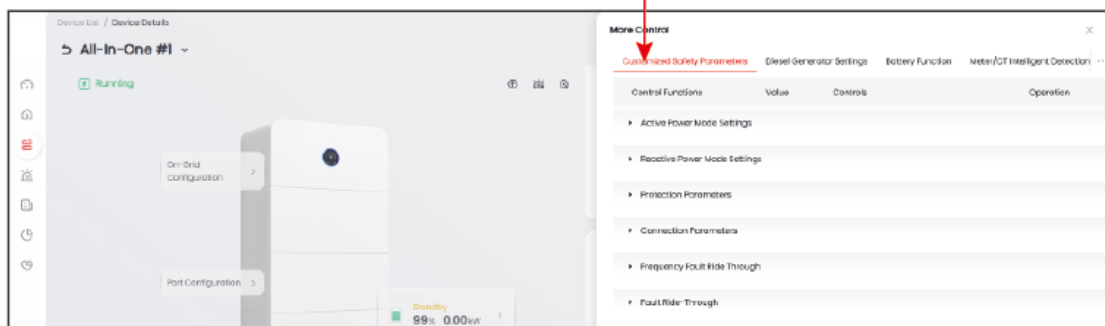 Device List / Device Details
All-In-One #1
Running
On-Grid
Configuration
Port Configuration
Standby
99% 0.00kW
More Control
Customized Safety Parameters Diesel Generator Settings Battery Function Meter/CT Intelligent Detection ...
Control Functions Value Controls Operation
Active Power Mode Settings
Reactive Power Mode Settings
Protection Parameters
Connection Parameters
Frequency Fault Ride Through
Fault Ride-Through